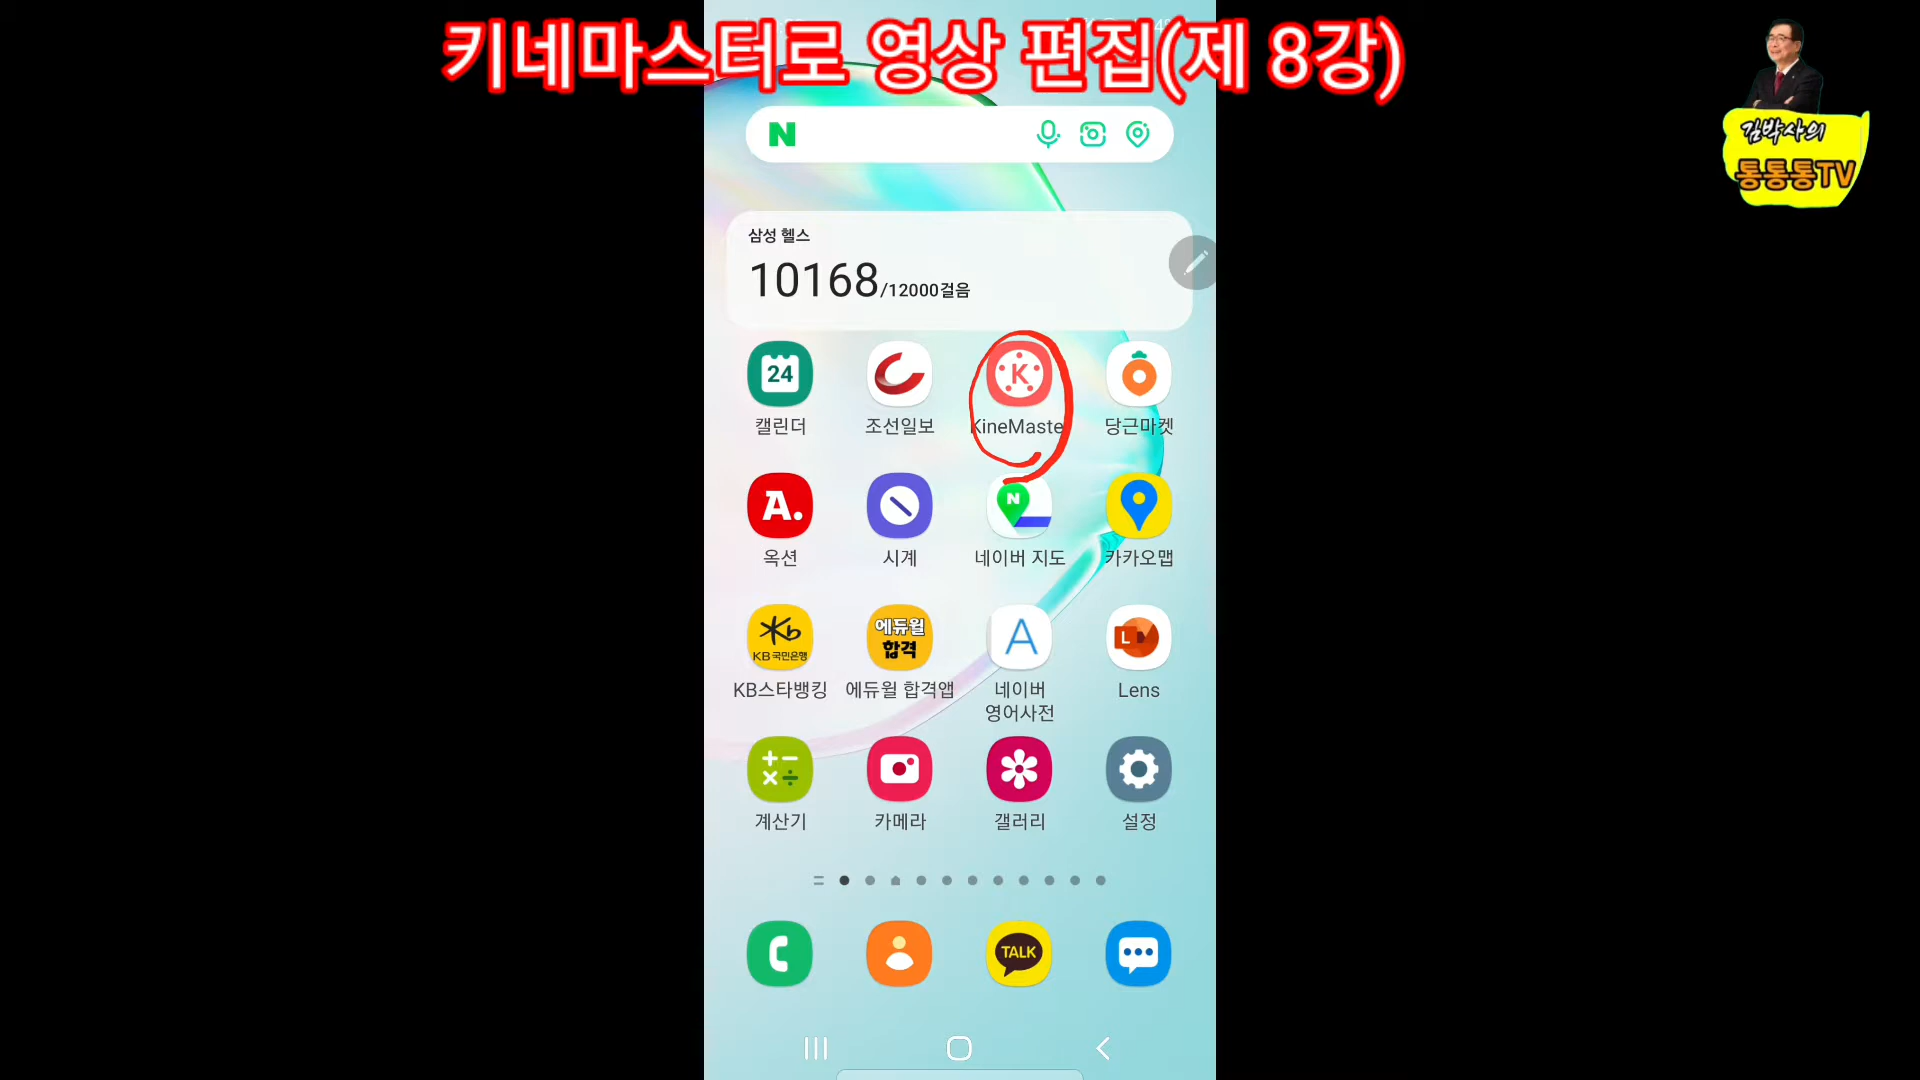 키네마스터로 영상 편집(제 8강)
김박사의
통통통TV
N
삼성 헬스
10168/12000걸음
24
K
캘린더
조선일보
KineMaste
당근마켓
A.
N
옥션
시계
네이버 지도
카카오맵
Kb
KB국민은행
에듀윌
합격
A
L
KB스타뱅킹
에듀윌 합격앱
네이버
영어사전
Lens
계산기
카메라
갤러리
설정
TALK